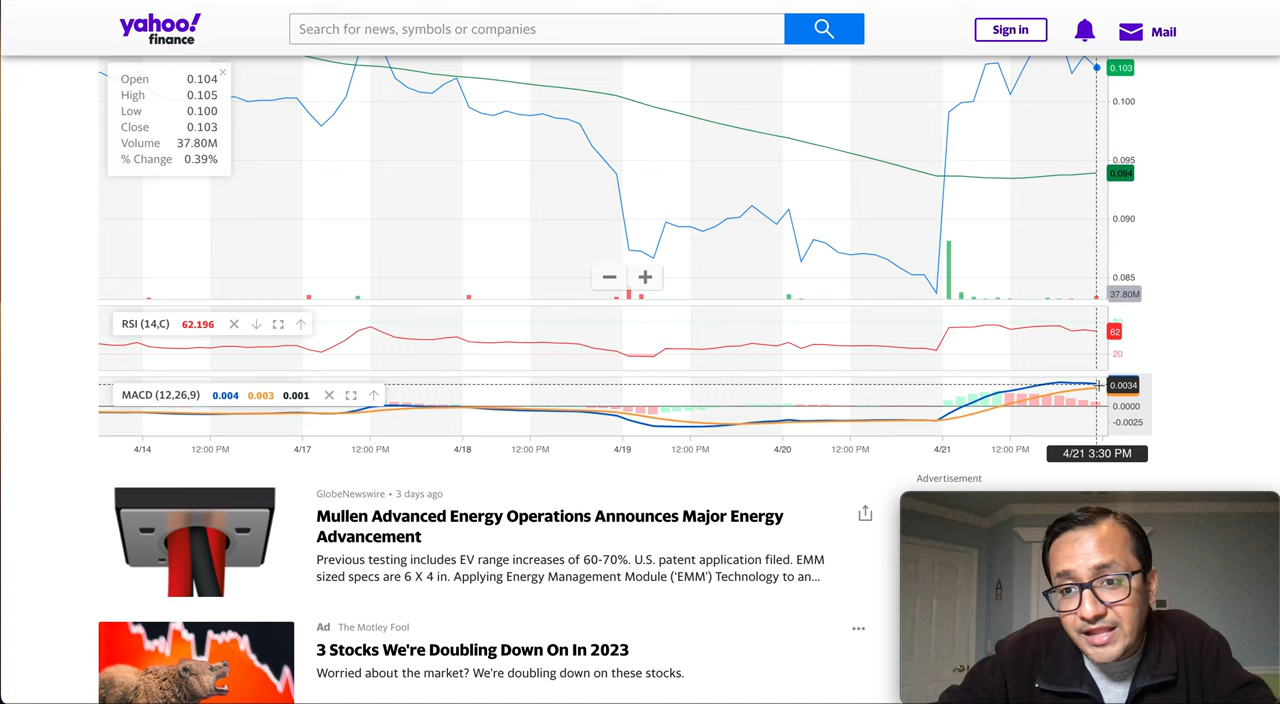 yahoo!
finance
Search for news, symbols or companies
Sign in
Mail
Open 0.104
High 0.105
Low 0.100
Close 0.103
Volume 37.80M
% Change 0.39%
0.103
0.100
0.095
0.094
0.090
0.085
37.80M
RSI (14,C) 62.196
62
20
MACD (12,26,9) 0.004 0.003 0.001
0.0034
0.0000
-0.0025
4/14 12:00 PM 4/17 12:00 PM 4/18 12:00 PM 4/19 12:00 PM 4/20 12:00 PM 4/21 12:00 PM 4/21 3:30 PM
Advertisement
GlobeNewswire • 3 days ago
Mullen Advanced Energy Operations Announces Major Energy
Advancement
Previous testing includes EV range increases of 60-70%. U.S. patent application filed. EMM
sized specs are 6 X 4 in. Applying Energy Management Module ('EMM') Technology to an...
Ad The Motley Fool
3 Stocks We're Doubling Down On In 2023
Worried about the market? We're doubling down on these stocks.